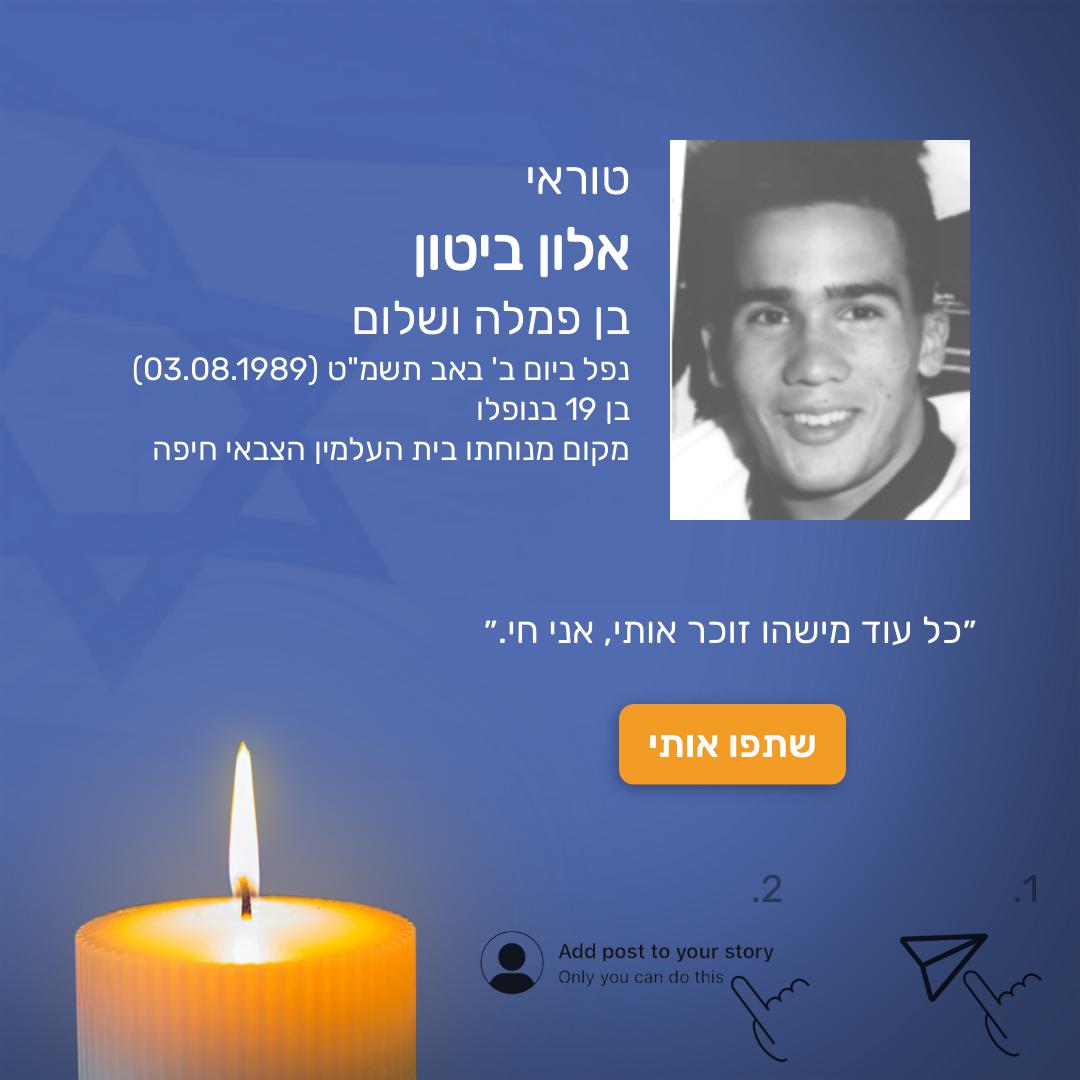 טוראי
אלון ביטון
בן פמלה ושלום
נפל ביום ב' באב תשמ"ט (03.08.1989)
בן 19 בנופלו
מקום מנוחתו בית העלמין הצבאי חיפה
״כל עוד מישהו זוכר אותי, אני חי.״
שתפו אותי
.1
.2
Add post to your story
Only you can do this